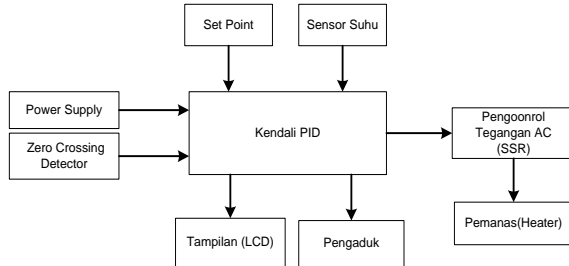 Set Point
Sensor Suhu
Power Supply
Zero Crossing
Detector
Kendali PID
Pengoonrol
Tegangan AC
(SSR)
Tampilan (LCD)
Pengaduk
Pemanas(Heater)